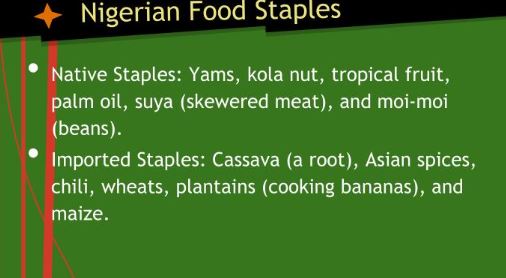 Nigerian Food Staples
• Native Staples: Yams, kola nut, tropical fruit,
palm oil, suya (skewered meat), and moi-moi
(beans).
• Imported Staples: Cassava (a root), Asian spices,
chili, wheats, plantains (cooking bananas), and
maize.